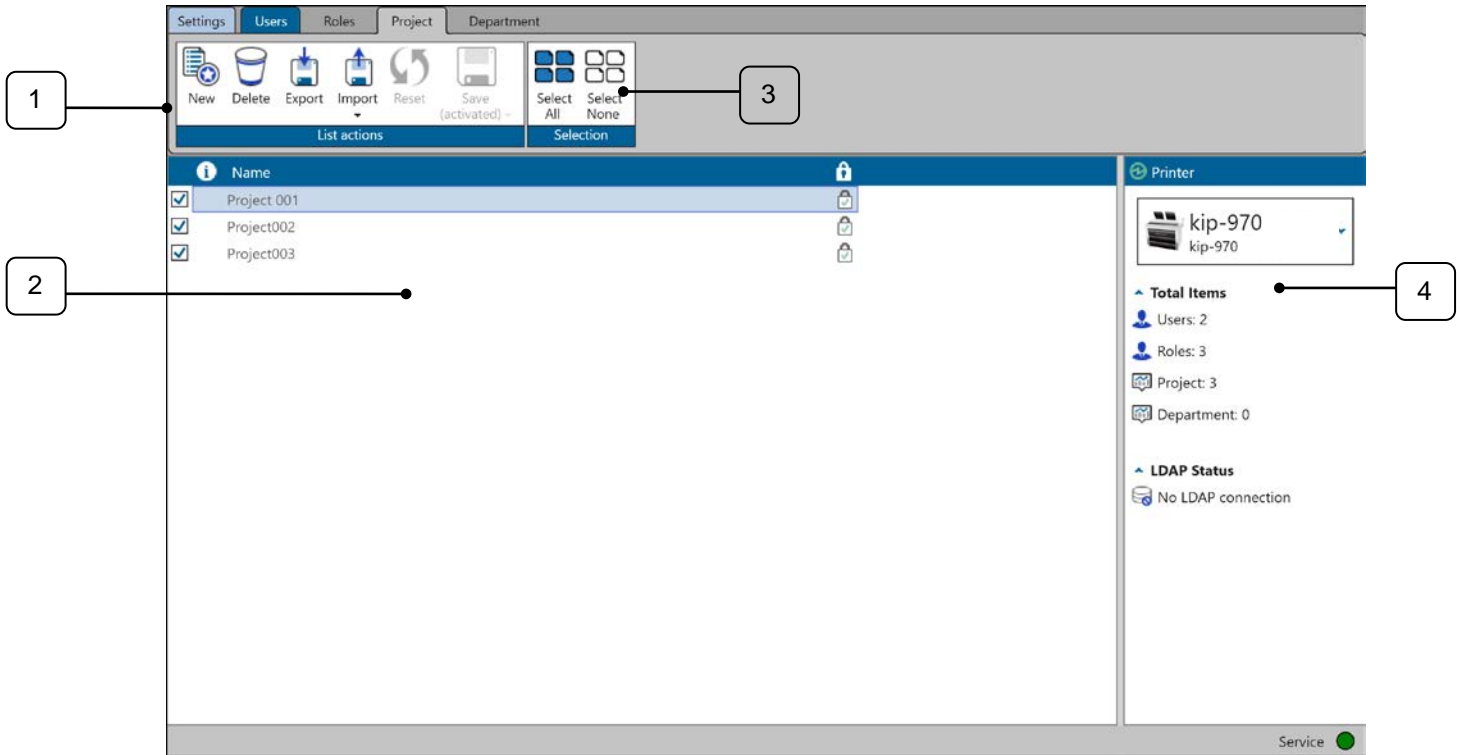 Settings Users Roles Project Department
New Delete Export Import Reset Save (activated)
Select All Select None
List actions Selection
1
3
Name
Printer
Project 001
Project002
Project003
kip-970
kip-970
2
4
Total Items
Users: 2
Roles: 3
Project: 3
Department: 0
LDAP Status
No LDAP connection
Service